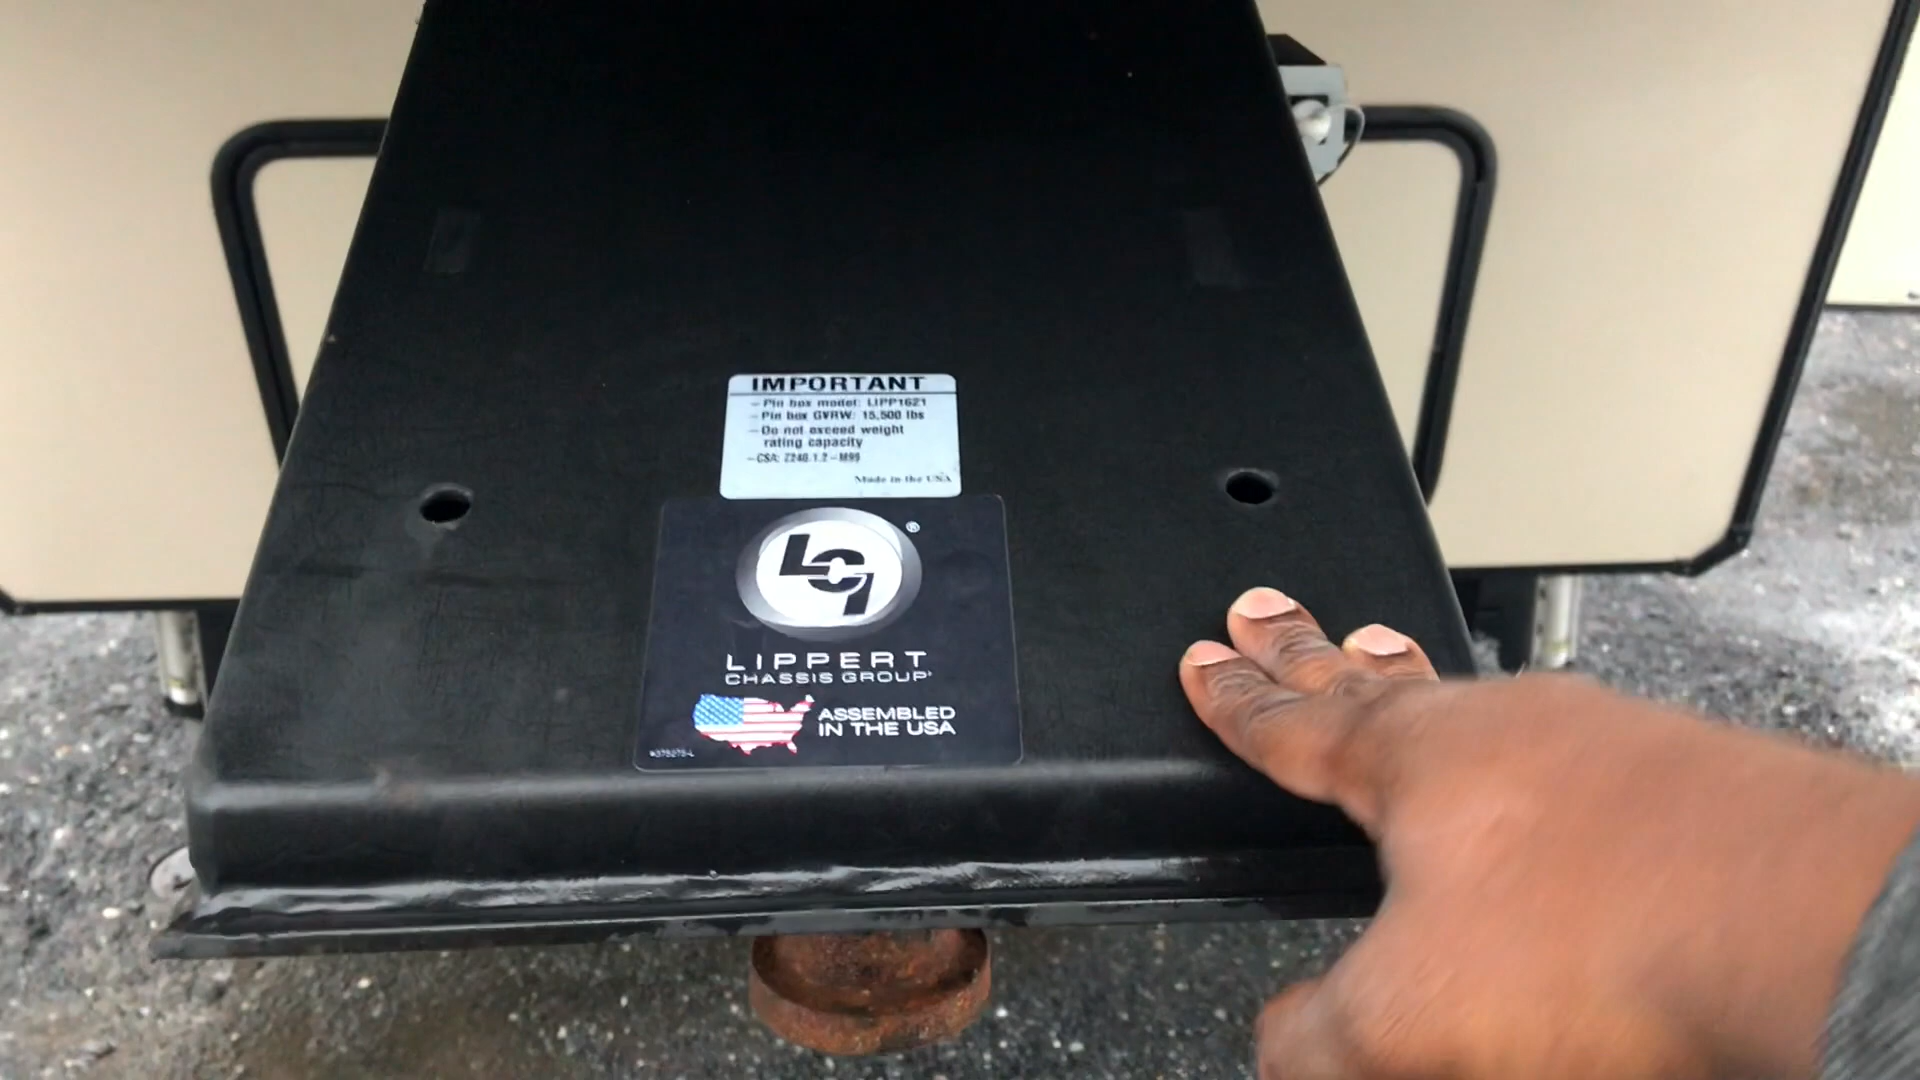 IMPORTANT
- Pin box model: LIPP1621
- Pin box GVRW: 15,500 lbs
- Do not exceed weight
rating capacity
- CSA: Z240.1.2 - M96
Made in the USA
LCI ®
LIPPERT
CHASSIS GROUP
ASSEMBLED
IN THE USA